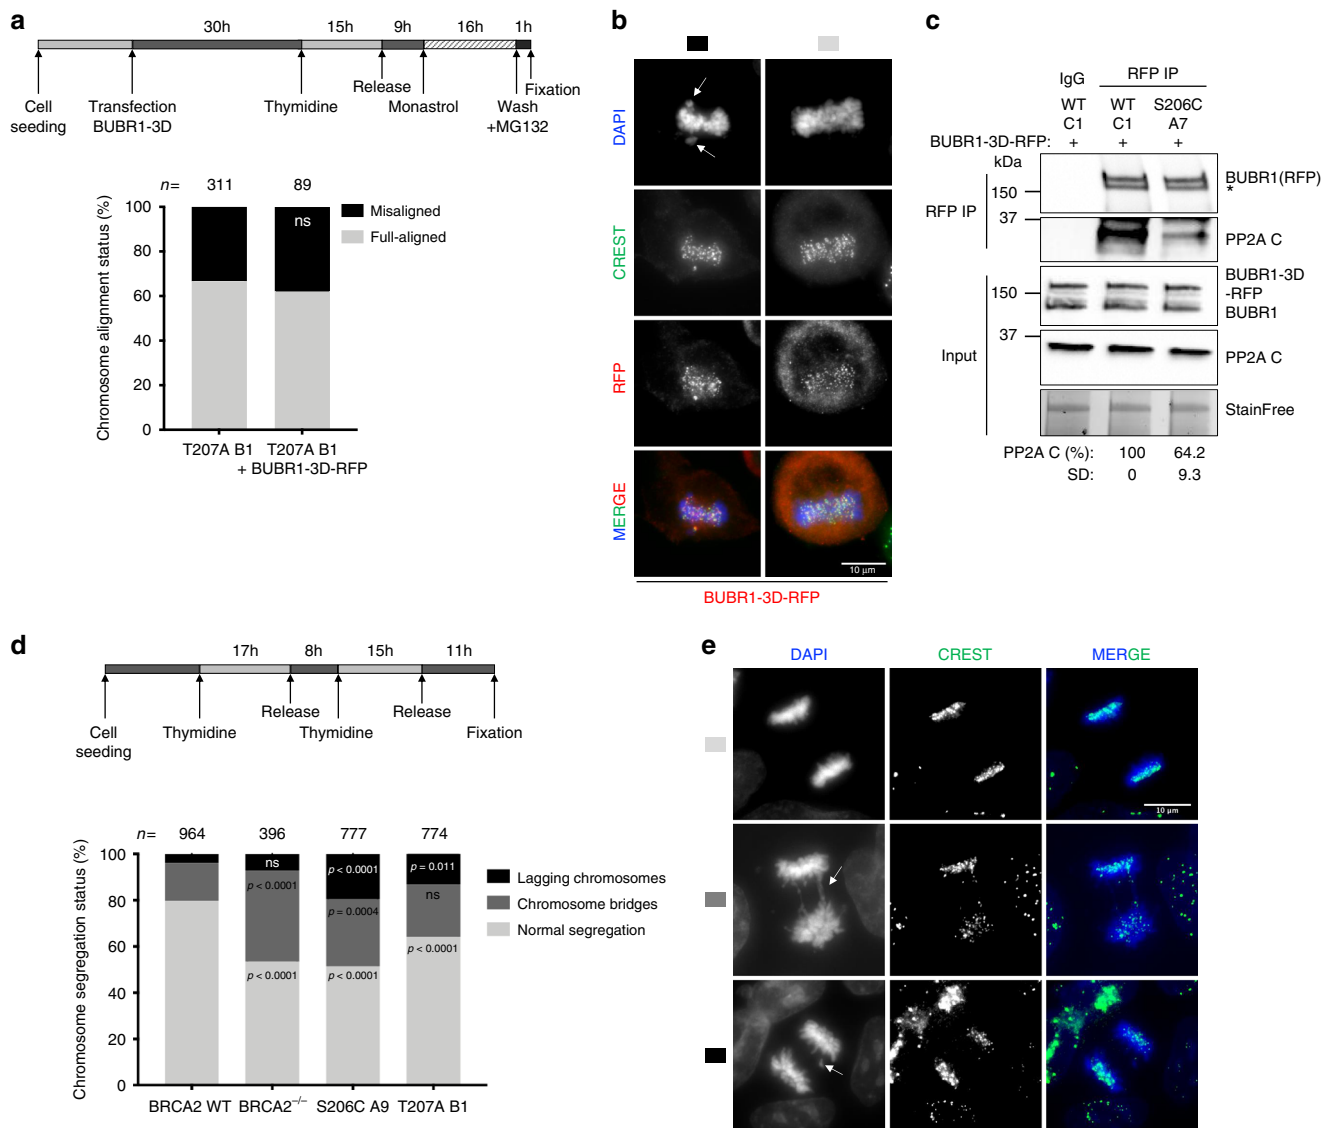 a
30h 15h 9h 16h 1h
Cell seeding
Transfection BUBR1-3D
Thymidine
Release
Monastrol
Wash +MG132
Fixation
n= 311 89
Chromosome alignment status (%)
100
80
60
40
20
0
ns
Misaligned
Full-aligned
T207A B1
T207A B1 + BUBR1-3D-RFP
b
DAPI
CREST
RFP
MERGE
10 μm
BUBR1-3D-RFP
c
IgG RFP IP
WT C1
WT C1
S206C A7
BUBR1-3D-RFP: + + +
kDa
RFP IP
150
BUBR1(RFP)
*
37
PP2A C
Input
150
BUBR1-3D -RFP
BUBR1
37
PP2A C
StainFree
PP2A C (%): 100 64.2
SD: 0 9.3
d
17h 8h 15h 11h
Cell seeding
Thymidine
Release
Thymidine
Release
Fixation
n= 964 396 777 774
Chromosome segregation status (%)
100
80
60
40
20
0
ns
p < 0.0001
p < 0.0001
p < 0.0001
p = 0.0004
p < 0.0001
p = 0.011
ns
p < 0.0001
Lagging chromosomes
Chromosome bridges
Normal segregation
BRCA2 WT BRCA2−/− S206C A9 T207A B1
e
DAPI CREST MERGE
10 μm